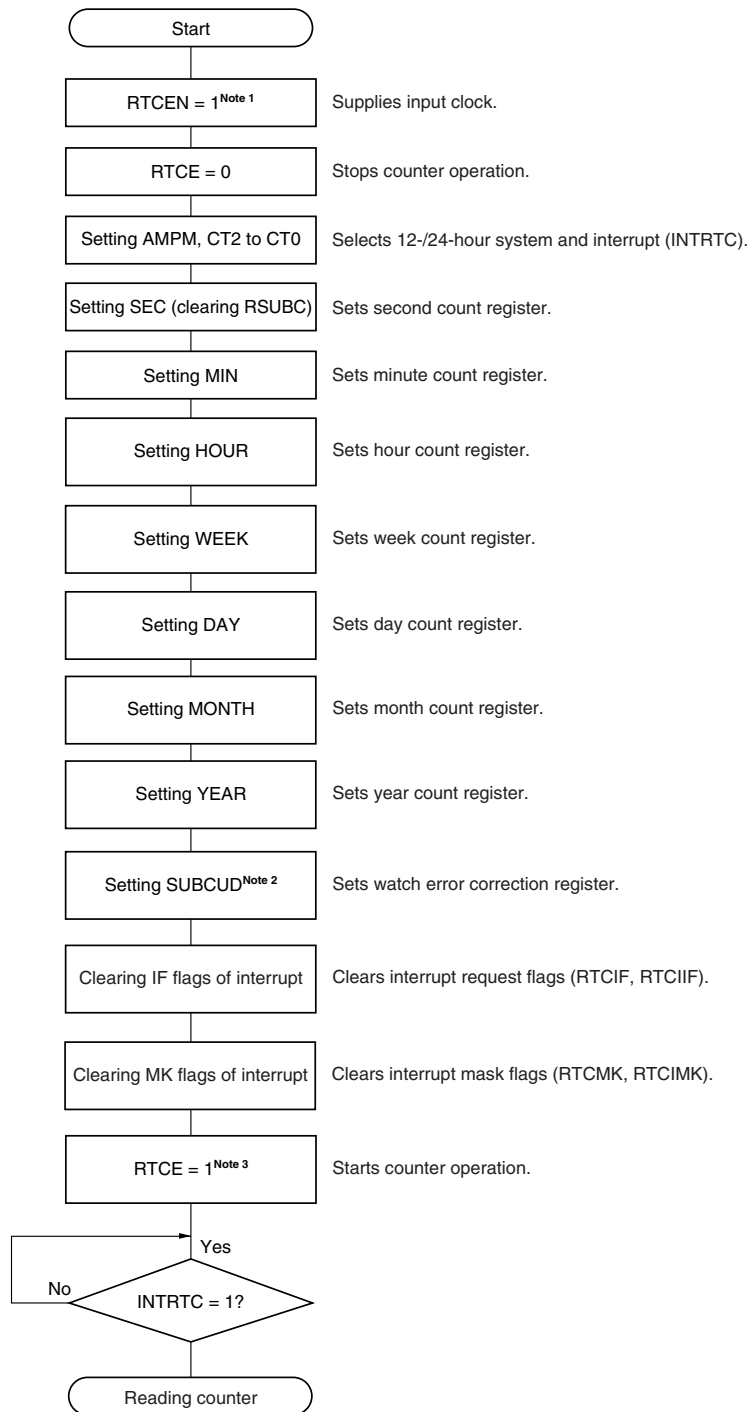 Start
RTCEN = 1Note 1
Supplies input clock.
RTCE = 0
Stops counter operation.
Setting AMPM, CT2 to CT0
Selects 12-/24-hour system and interrupt (INTRTC).
Setting SEC (clearing RSUBC)
Sets second count register.
Setting MIN
Sets minute count register.
Setting HOUR
Sets hour count register.
Setting WEEK
Sets week count register.
Setting DAY
Sets day count register.
Setting MONTH
Sets month count register.
Setting YEAR
Sets year count register.
Setting SUBCUDNote 2
Sets watch error correction register.
Clearing IF flags of interrupt
Clears interrupt request flags (RTCIF, RTCIIF).
Clearing MK flags of interrupt
Clears interrupt mask flags (RTCMK, RTCIMK).
RTCE = 1Note 3
Starts counter operation.
Yes
No
INTRTC = 1?
Reading counter